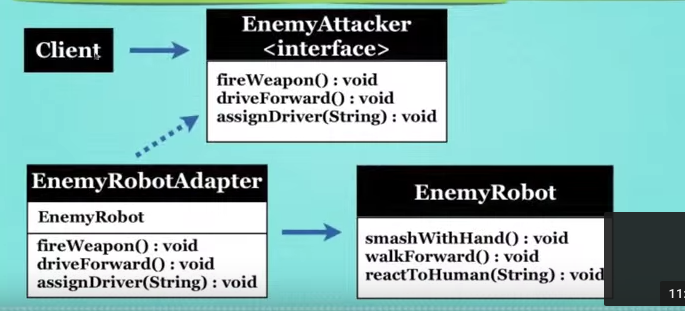 Client
EnemyAttacker
<interface>
fireWeapon() : void
driveForward() : void
assignDriver(String) : void
EnemyRobotAdapter
EnemyRobot
fireWeapon() : void
driveForward() : void
assignDriver(String) : void
EnemyRobot
smashWithHand() : void
walkForward() : void
reactToHuman(String) : void